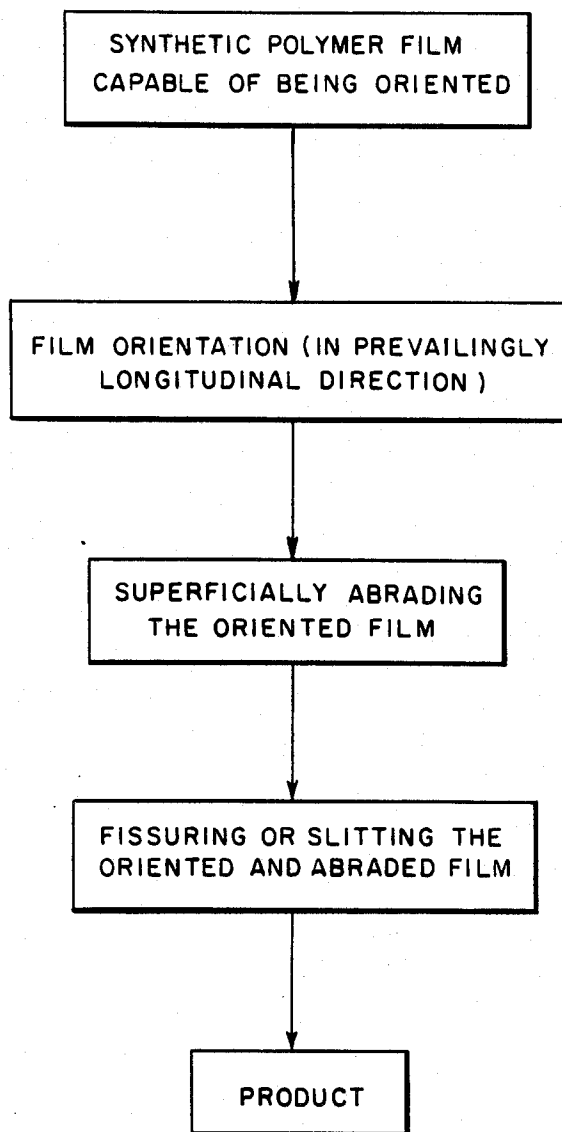 SYNTHETIC POLYMER FILM
CAPABLE OF BEING ORIENTED
FILM ORIENTATION (IN PREVAILINGLY
LONGITUDINAL DIRECTION)
SUPERFICIALLY ABRADING
THE ORIENTED FILM
FISSURING OR SLITTING THE
ORIENTED AND ABRADED FILM
PRODUCT